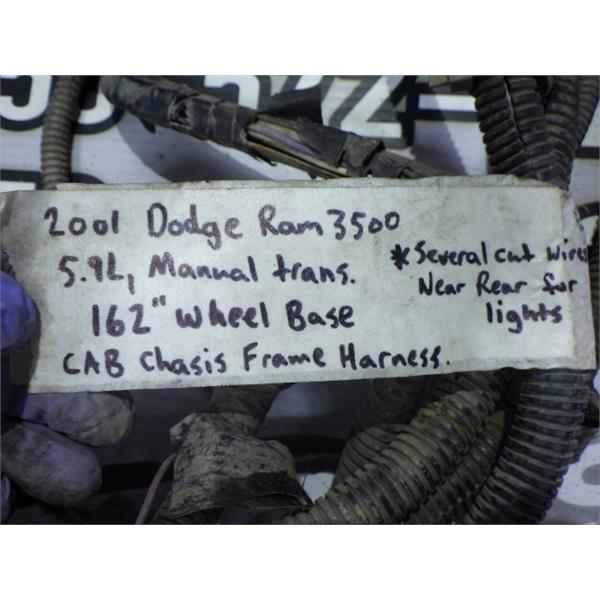 2001 Dodge Ram 3500
5.9L, Manual trans.
162" Wheel Base
CAB Chasis Frame Harness.
*Several cut wires
Near Rear for
lights